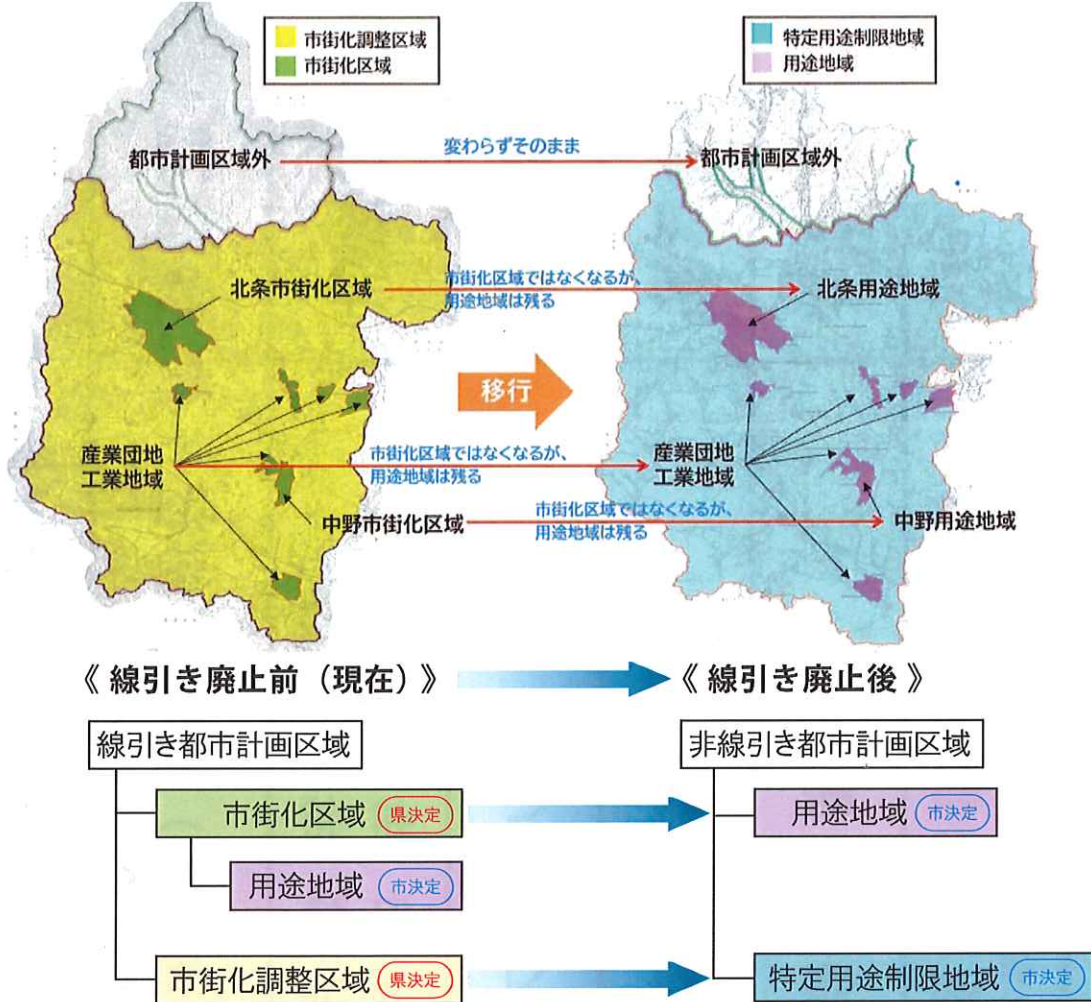 市街化調整区域
市街化区域
特定用途制限地域
用途地域
都市計画区域外
変わらずそのまま
都市計画区域外
北条市街化区域
市街化区域ではなくなるが、
用途地域は残る
北条用途地域
移行
産業団地
工業地域
市街化区域ではなくなるが、
用途地域は残る
産業団地
工業地域
中野市街化区域
市街化区域ではなくなるが、
用途地域は残る
中野用途地域
《 線引き廃止前（現在）》
《 線引き廃止後 》
線引き都市計画区域
非線引き都市計画区域
市街化区域 県決定
用途地域 市決定
用途地域 市決定
市街化調整区域 県決定
特定用途制限地域 市決定